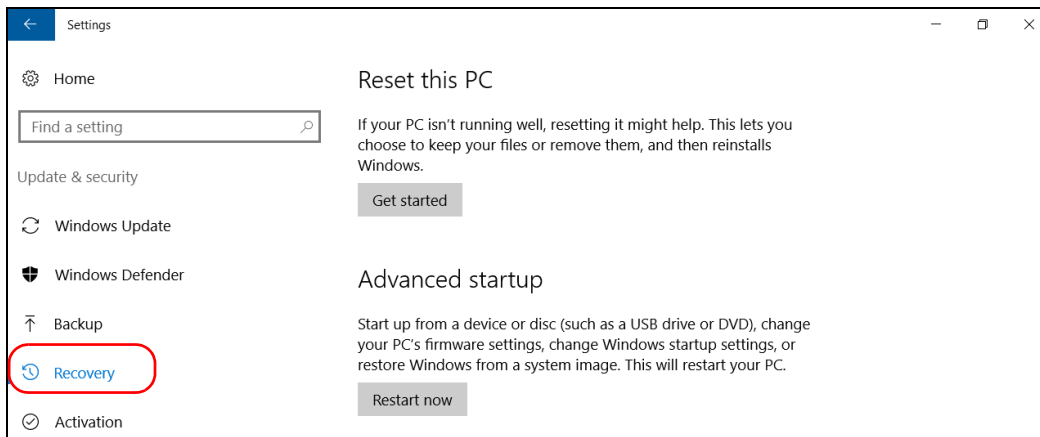 Settings
Home
Find a setting
Update & security
Windows Update
Windows Defender
Backup
Recovery
Activation
Reset this PC
If your PC isn't running well, resetting it might help. This lets you
choose to keep your files or remove them, and then reinstalls
Windows.
Get started
Advanced startup
Start up from a device or disc (such as a USB drive or DVD), change
your PC's firmware settings, change Windows startup settings, or
restore Windows from a system image. This will restart your PC.
Restart now